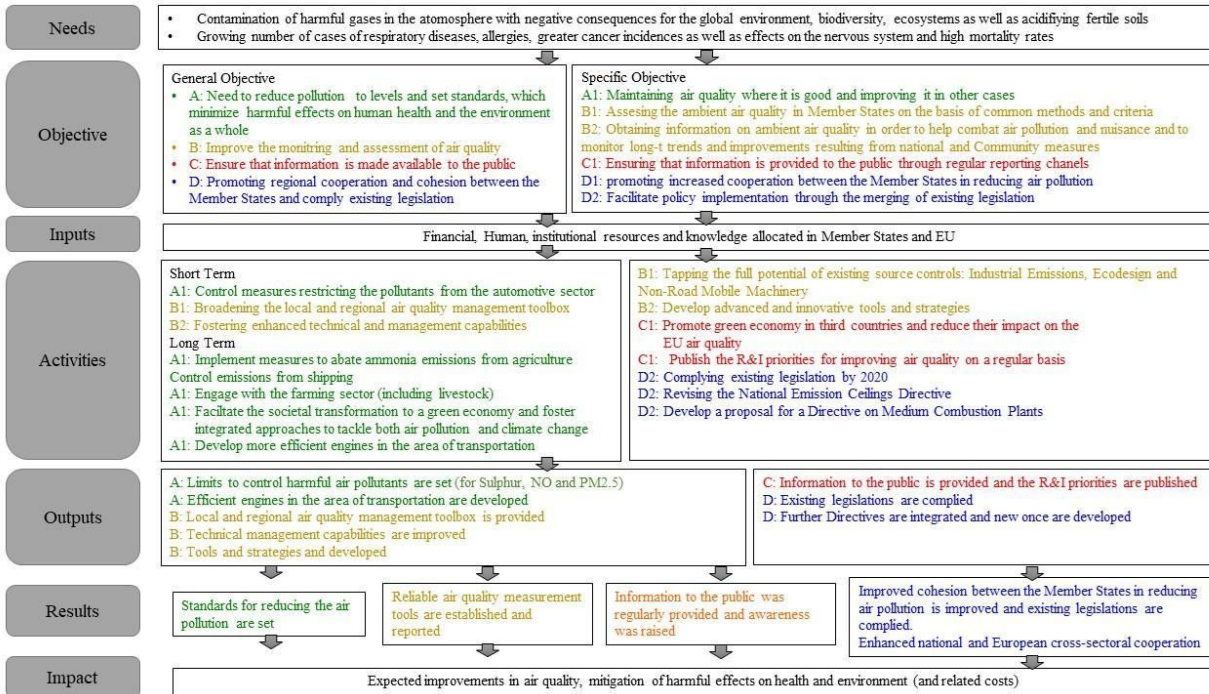 Needs
• Contamination of harmful gases in the atomosphere with negative consequences for the global environment, biodiversity, ecosystems as well as acidifiying fertile soils
• Growing number of cases of respiratory diseases, allergies, greater cancer incidences as well as effects on the nervous system and high mortality rates
Objective
General Objective
• A: Need to reduce pollution to levels and set standards, which
minimize harmful effects on human health and the environment
as a whole
• B: Improve the monitring and assessment of air quality
• C: Ensure that information is made available to the public
• D: Promoting regional cooperation and cohesion between the
Member States and comply existing legislation
Specific Objective
A1: Maintaining air quality where it is good and improving it in other cases
B1: Assesing the ambient air quality in Member States on the basis of common methods and criteria
B2: Obtaining information on ambient air quality in order to help combat air pollution and nuisance and to
monitor long-t trends and improvements resulting from national and Community measures
C1: Ensuring that information is provided to the public through regular reporting chanels
D1: promoting increased cooperation between the Member States in reducing air pollution
D2: Facilitate policy implementation through the merging of existing legislation
Inputs
Financial, Human, institutional resources and knowledge allocated in Member States and EU
Activities
Short Term
A1: Control measures restricting the pollutants from the automotive sector
B1: Broadening the local and regional air quality management toolbox
B2: Fostering enhanced technical and management capabilities
Long Term
A1: Implement measures to abate ammonia emissions from agriculture
Control emissions from shipping
A1: Engage with the farming sector (including livestock)
A1: Facilitate the societal transformation to a green economy and foster
integrated approaches to tackle both air pollution and climate change
A1: Develop more efficient engines in the area of transportation
B1: Tapping the full potential of existing source controls: Industrial Emissions, Ecodesign and
Non-Road Mobile Machinery
B2: Develop advanced and innovative tools and strategies
C1: Promote green economy in third countries and reduce their impact on the
EU air quality
C1: Publish the R&I priorities for improving air quality on a regular basis
D2: Complying existing legislation by 2020
D2: Revising the National Emission Ceilings Directive
D2: Develop a proposal for a Directive on Medium Combustion Plants
Outputs
A: Limits to control harmful air pollutants are set (for Sulphur, NO and PM2.5)
A: Efficient engines in the area of transportation are developed
B: Local and regional air quality management toolbox is provided
B: Technical management capabilities are improved
B: Tools and strategies and developed
C: Information to the public is provided and the R&I priorities are published
D: Existing legislations are complied
D: Further Directives are integrated and new once are developed
Results
Standards for reducing the air
pollution are set
Reliable air quality measurement
tools are established and
reported
Information to the public was
regularly provided and awareness
was raised
Improved cohesion between the Member States in reducing
air pollution is improved and existing legislations are
complied.
Enhanced national and European cross-sectoral cooperation
Impact
Expected improvements in air quality, mitigation of harmful effects on health and environment (and related costs)